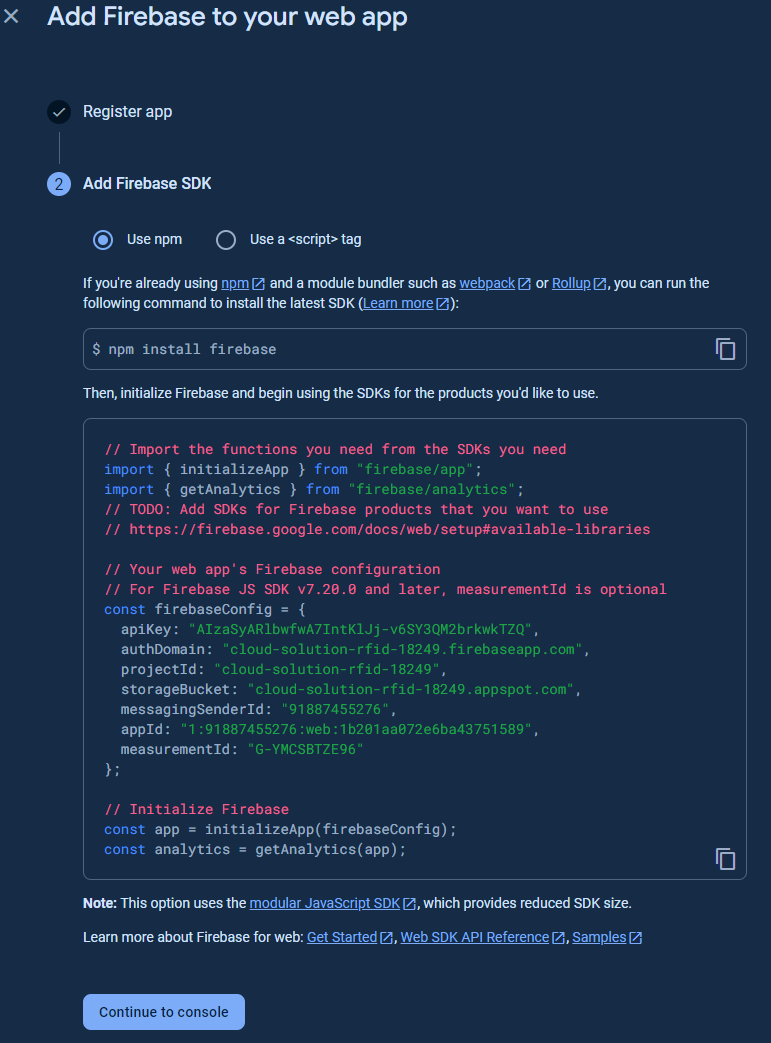 Add Firebase to your web app
Register app
2 Add Firebase SDK
Use npm Use a <script> tag
If you're already using npm and a module bundler such as webpack or Rollup, you can run the
following command to install the latest SDK (Learn more):
$ npm install firebase
Then, initialize Firebase and begin using the SDKs for the products you'd like to use.
// Import the functions you need from the SDKs you need
import { initializeApp } from "firebase/app";
import { getAnalytics } from "firebase/analytics";
// TODO: Add SDKs for Firebase products that you want to use
// https://firebase.google.com/docs/web/setup#available-libraries
// Your web app's Firebase configuration
// For Firebase JS SDK v7.20.0 and later, measurementId is optional
const firebaseConfig = {
apiKey: "AIzaSyARlbwfwA7IntKlJj-v6SY3QM2brkwkTZQ",
authDomain: "cloud-solution-rfid-18249.firebaseapp.com",
projectId: "cloud-solution-rfid-18249",
storageBucket: "cloud-solution-rfid-18249.appspot.com",
messagingSenderId: "91887455276",
appId: "1:91887455276:web:1b201aa072e6ba43751589",
measurementId: "G-YMCSBTZE96"
};
// Initialize Firebase
const app = initializeApp(firebaseConfig);
const analytics = getAnalytics(app);
Note: This option uses the modular JavaScript SDK, which provides reduced SDK size.
Learn more about Firebase for web: Get Started, Web SDK API Reference, Samples
Continue to console